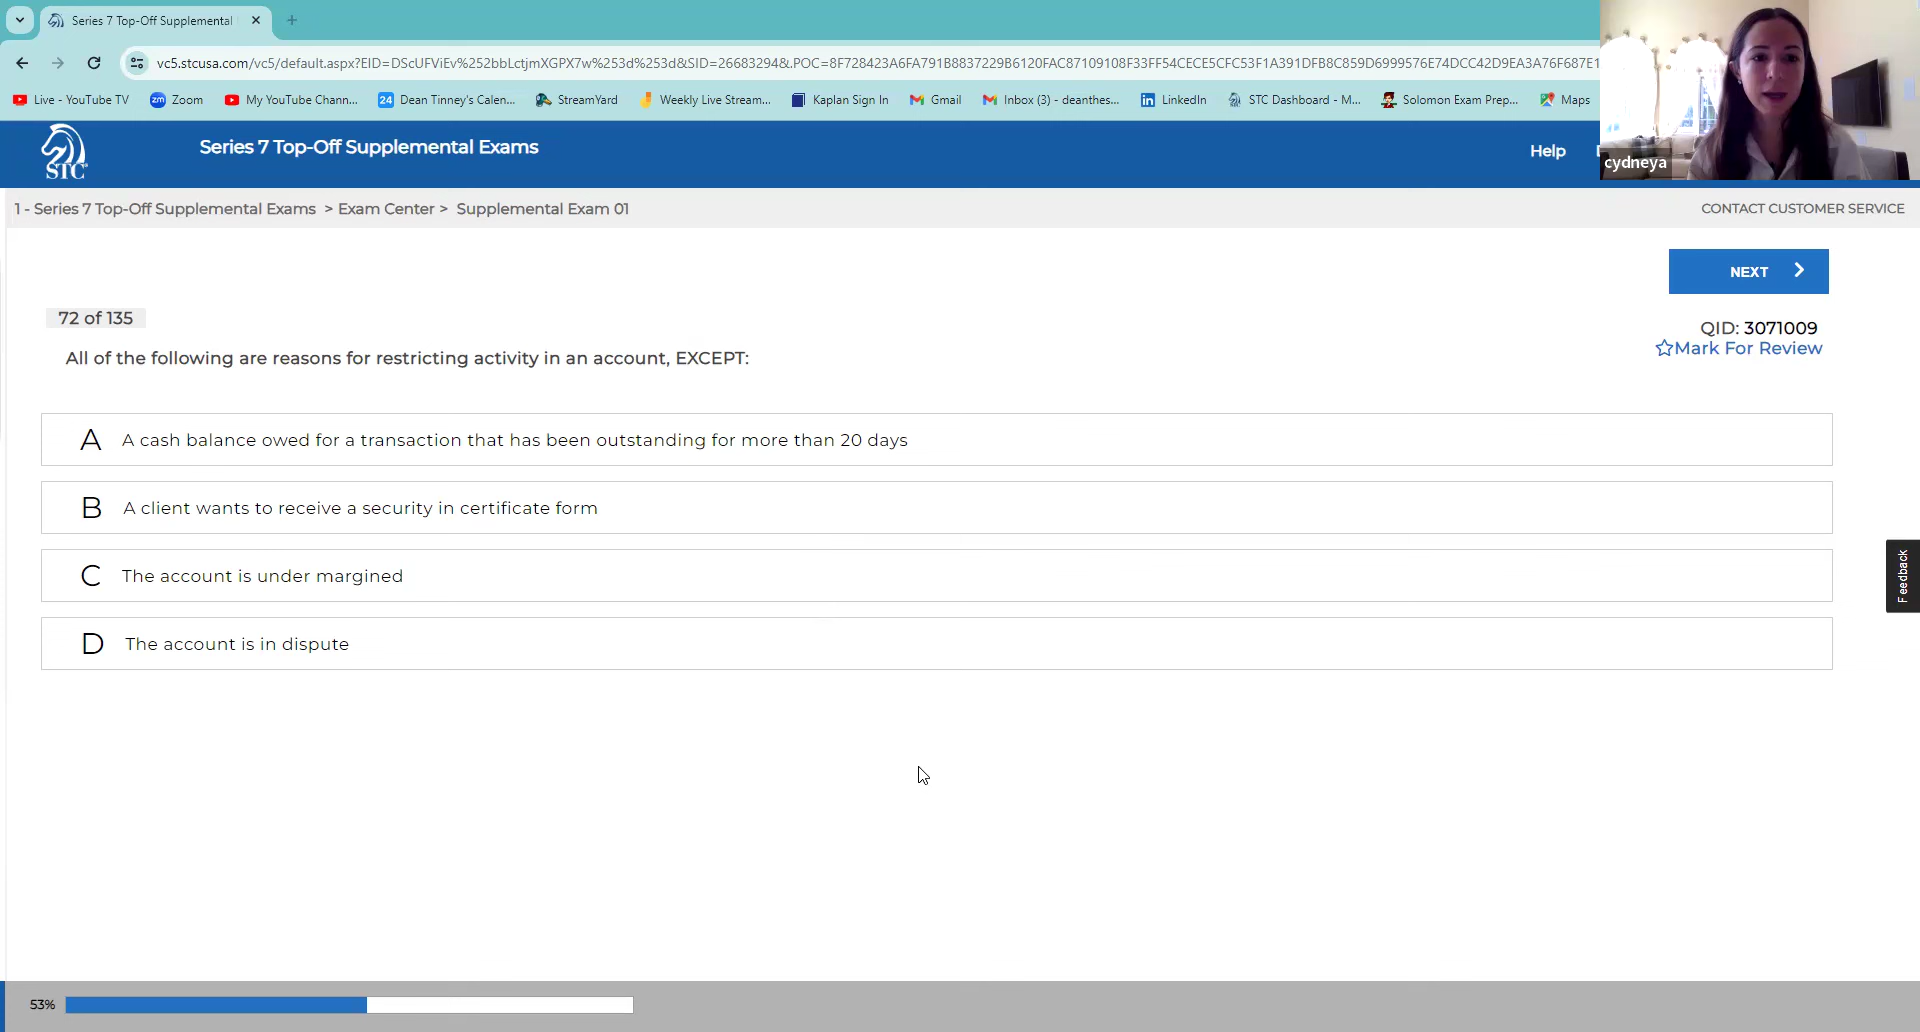 Series 7 Top-Off Supplemental
vc5.stcusa.com/vc5/default.aspx?EID=DScUFViEv%252bbLctjmXGPX7w%253d%253d&SID=26683294&.POC=8F728423A6FA791B8837229B6120FAC87109108F33FF54CECE5CFC53F1A391DFB8C859D6999576E74DCC42D9EA3A76F687E1
Live - YouTube TV
zm Zoom
My YouTube Chann...
24 Dean Tinney's Calen...
StreamYard
Weekly Live Stream...
Kaplan Sign In
Gmail
Inbox (3) - deanthes...
LinkedIn
STC Dashboard - M...
Solomon Exam Prep...
Maps
cydneya
STC
Series 7 Top-Off Supplemental Exams
Help
1 - Series 7 Top-Off Supplemental Exams > Exam Center > Supplemental Exam 01
CONTACT CUSTOMER SERVICE
NEXT
72 of 135
QID: 3071009
Mark For Review
All of the following are reasons for restricting activity in an account, EXCEPT:
A A cash balance owed for a transaction that has been outstanding for more than 20 days
B A client wants to receive a security in certificate form
C The account is under margined
D The account is in dispute
Feedback
53%